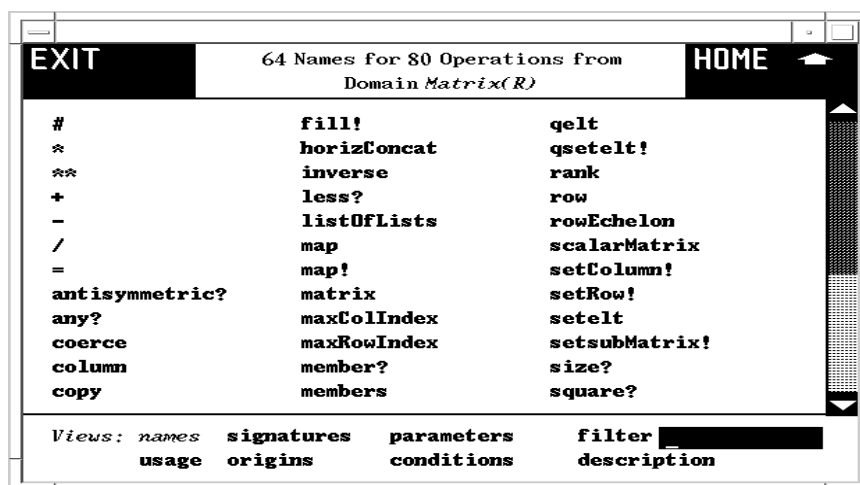 EXIT
64 Names for 80 Operations from
Domain Matrix(R)
HOME
# fill! qelt
* horizConcat qsetelt!
** inverse rank
+ less? row
- listOfLists rowEchelon
/ map scalarMatrix
= map! setColumn!
antisymmetric? matrix setRow!
any? maxColIndex setelt
coerce maxRowIndex setsubMatrix!
column member? size?
copy members square?
Views: names signatures parameters filter _
usage origins conditions description